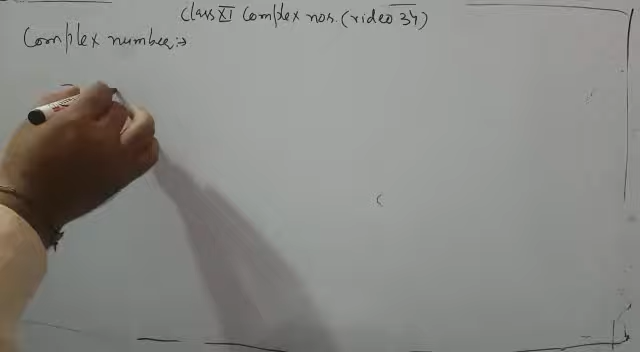 Class XI Complex nos. (video 34)
Complex number :→